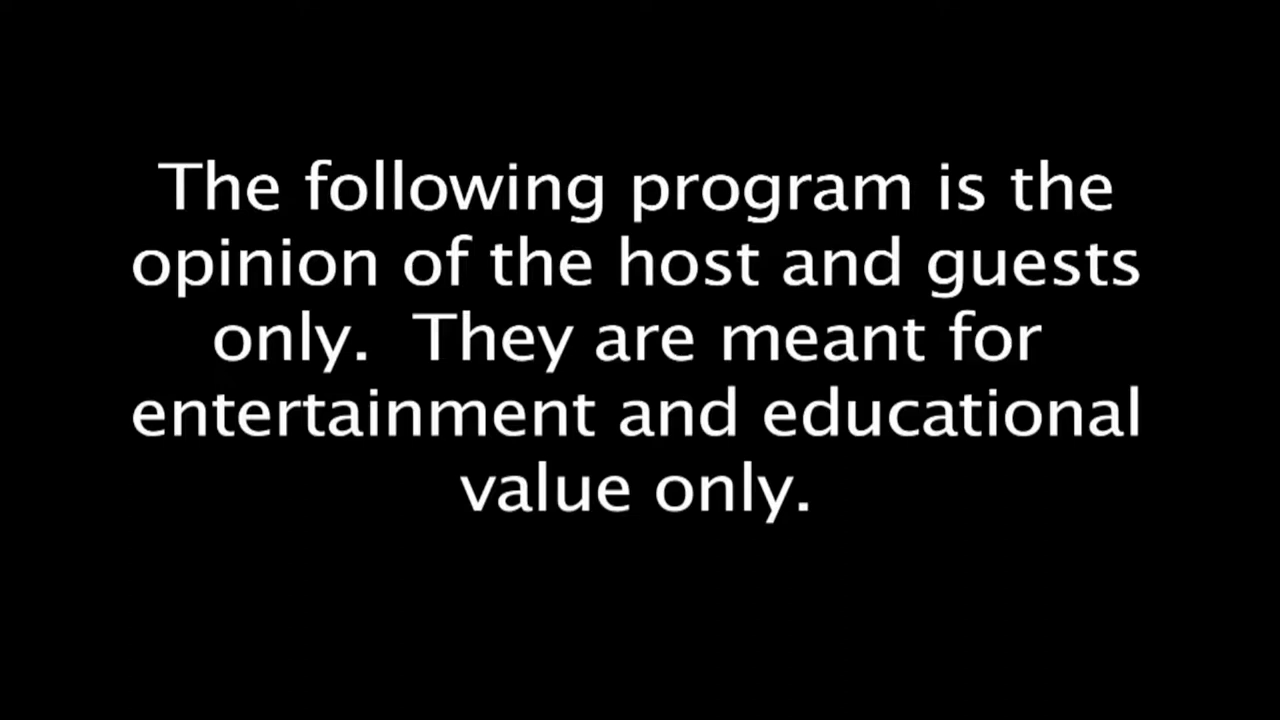 The following program is the
opinion of the host and guests
only.  They are meant for
entertainment and educational
value only.